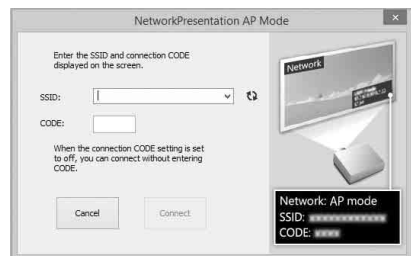 NetworkPresentation AP Mode
Enter the SSID and connection CODE
displayed on the screen.
SSID:
CODE:
When the connection CODE setting is set
to off, you can connect without entering
CODE.
Cancel
Connect
Network
Network: AP mode
SSID:
CODE: